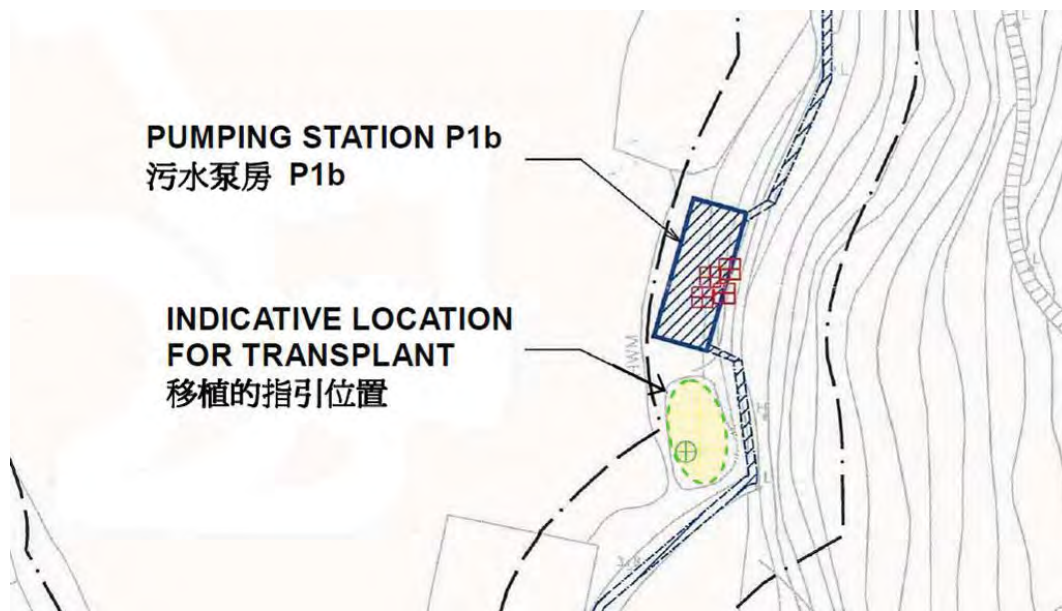 PUMPING STATION P1b
污水泵房 P1b
INDICATIVE LOCATION
FOR TRANSPLANT
移植的指引位置
HWM